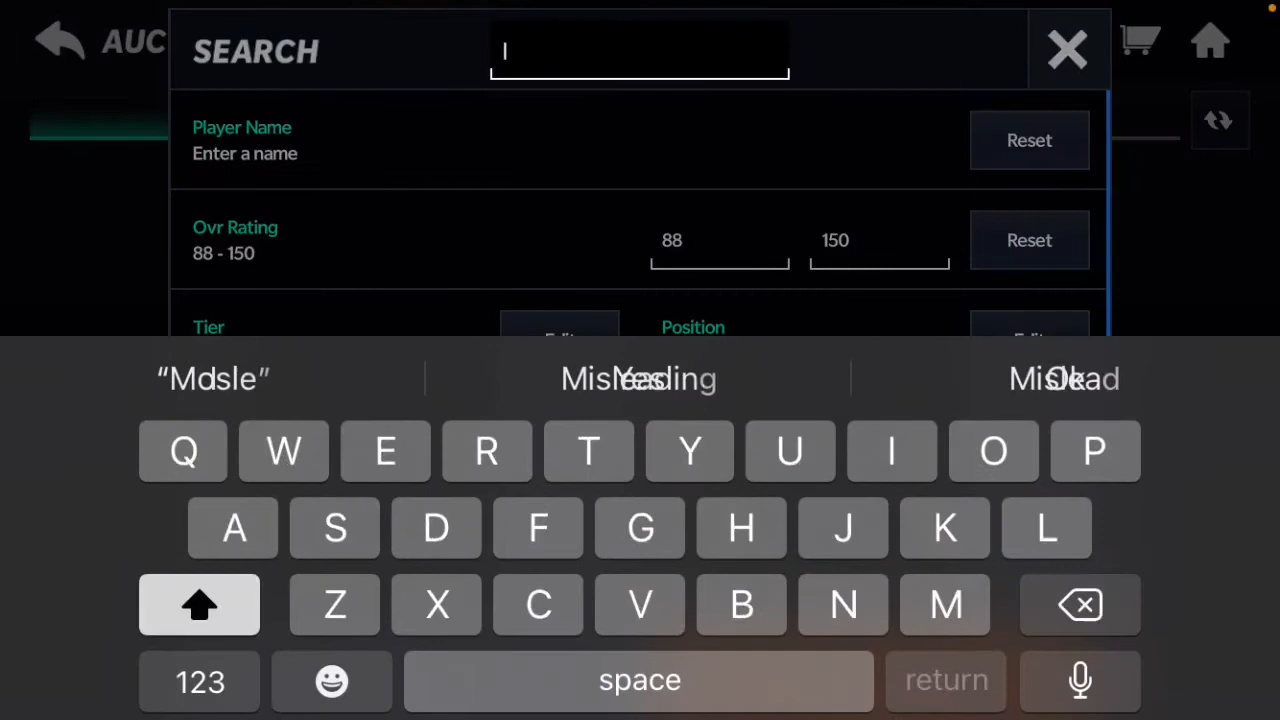 AUC
SEARCH
Player Name
Enter a name
Reset
Ovr Rating
88 - 150
88
150
Reset
Tier
Position
Q W E R T Y U I O P
A S D F G H J K L
Z X C V B N M
123
space
return